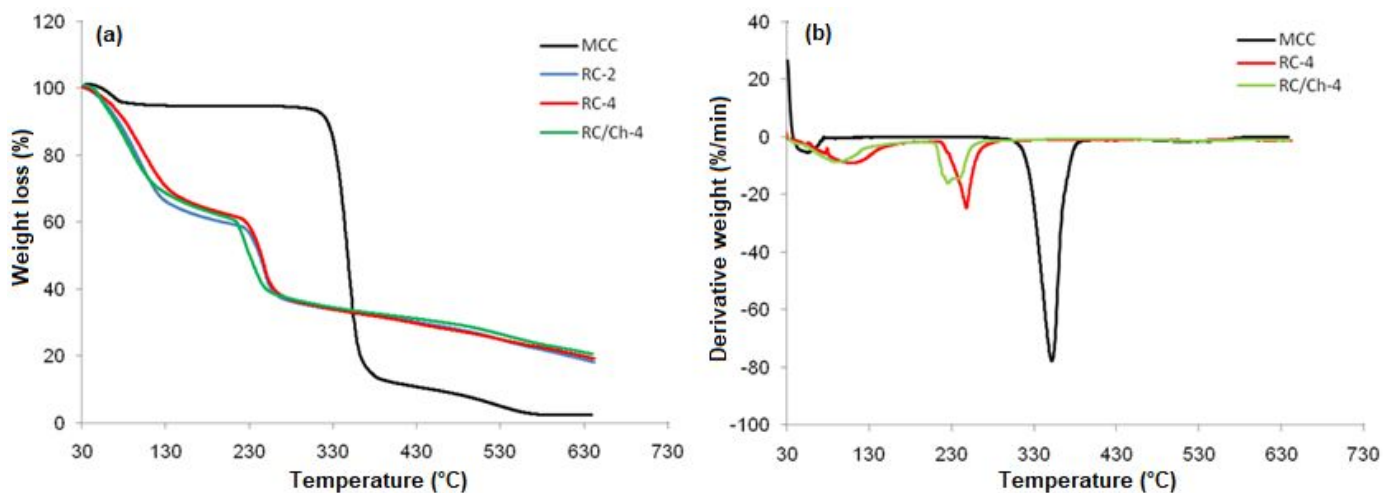 (a)
120
100
80
60
40
20
0
Weight loss (%)
MCC
RC-2
RC-4
RC/Ch-4
30 130 230 330 430 530 630 730
Temperature (°C)
(b)
40
20
0
-20
-40
-60
-80
-100
Derivative weight (%/min)
MCC
RC-4
RC/Ch-4
30 130 230 330 430 530 630 730
Temperature (°C)